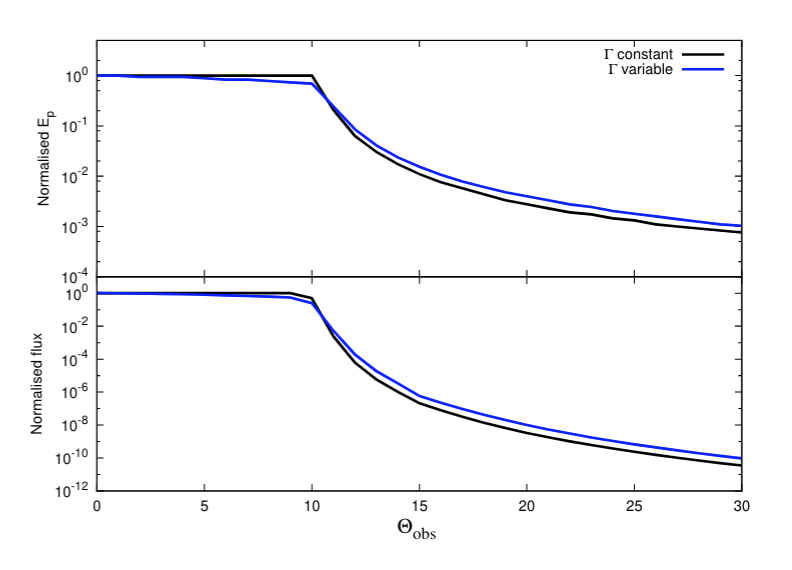 Γ constant
Γ variable
Normalised E_p
10^0
10^-1
10^-2
10^-3
10^-4
Normalised flux
10^0
10^-2
10^-4
10^-6
10^-8
10^-10
10^-12
0 5 10 15 20 25 30
Θ_obs